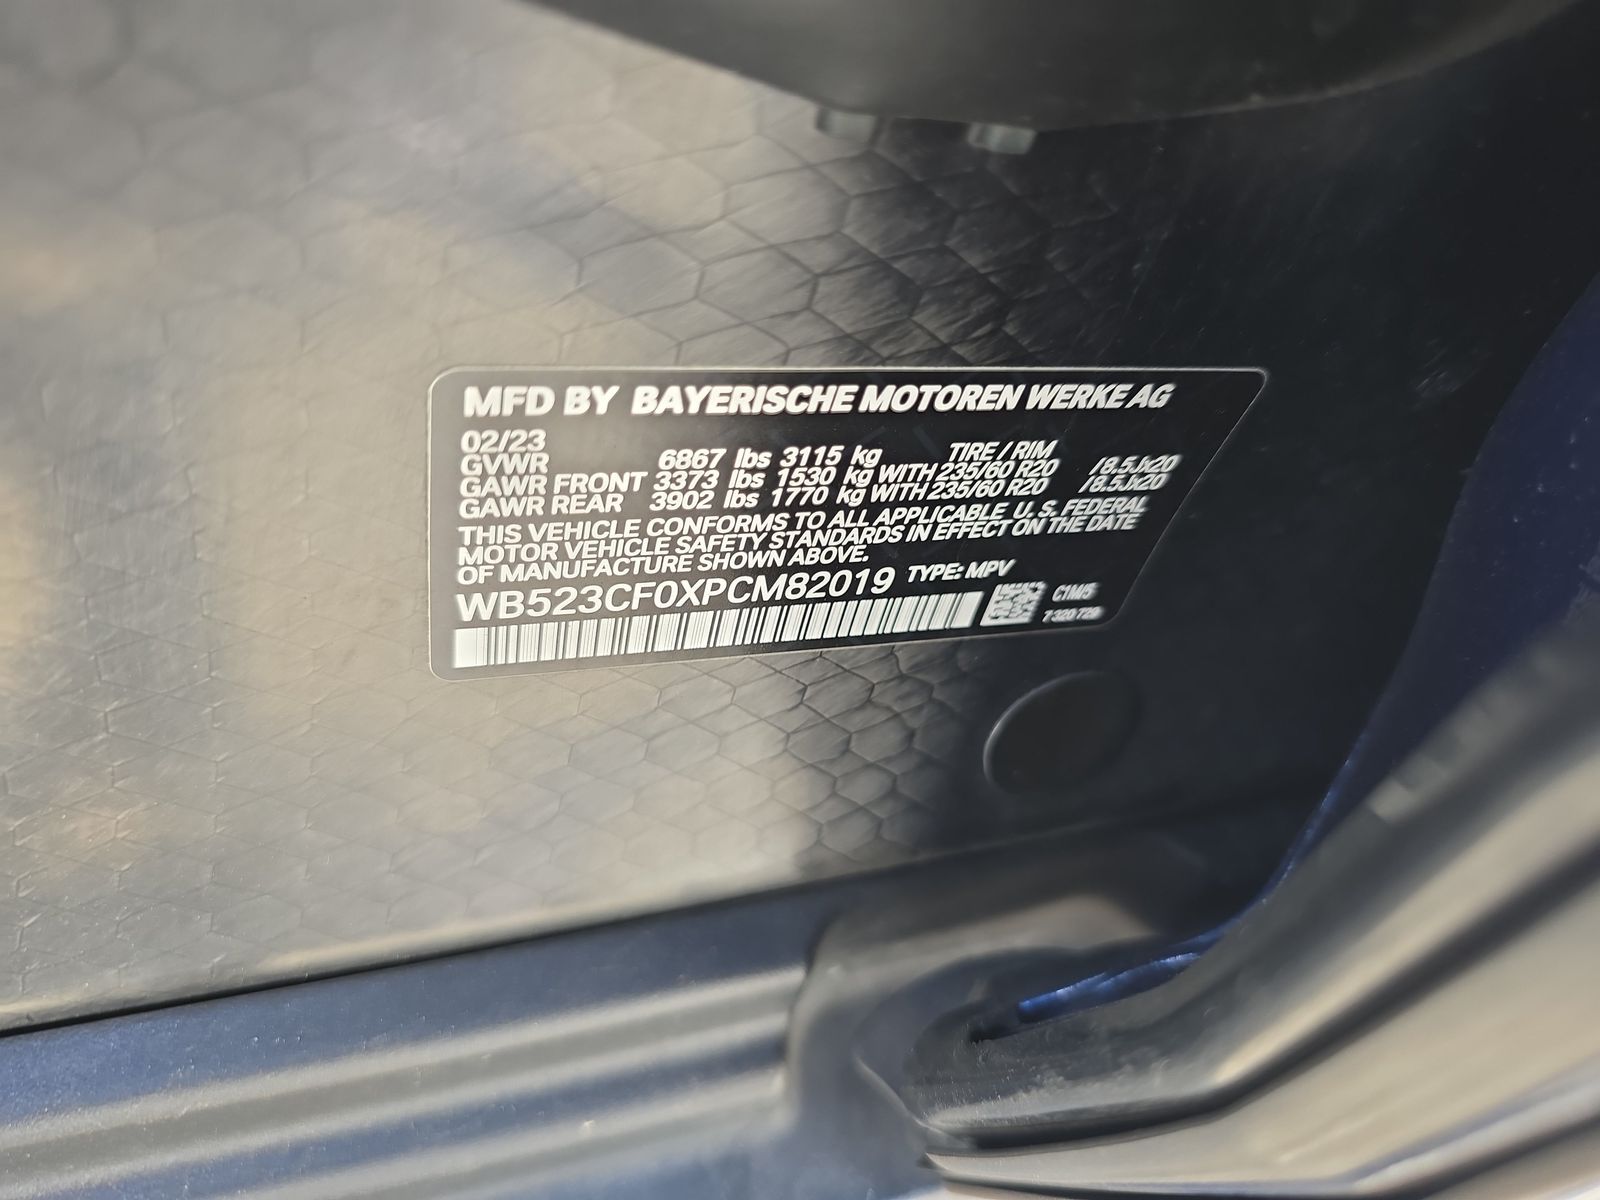 MFD BY BAYERISCHE MOTOREN WERKE AG
02/23
GVWR 6867 lbs 3115 kg TIRE / RIM
GAWR FRONT 3373 lbs 1530 kg WITH 235/60 R20 /8.5Jx20
GAWR REAR 3902 lbs 1770 kg WITH 235/60 R20 /8.5Jx20
THIS VEHICLE CONFORMS TO ALL APPLICABLE U. S. FEDERAL
MOTOR VEHICLE SAFETY STANDARDS IN EFFECT ON THE DATE
OF MANUFACTURE SHOWN ABOVE.
WB523CF0XPCM82019 TYPE: MPV